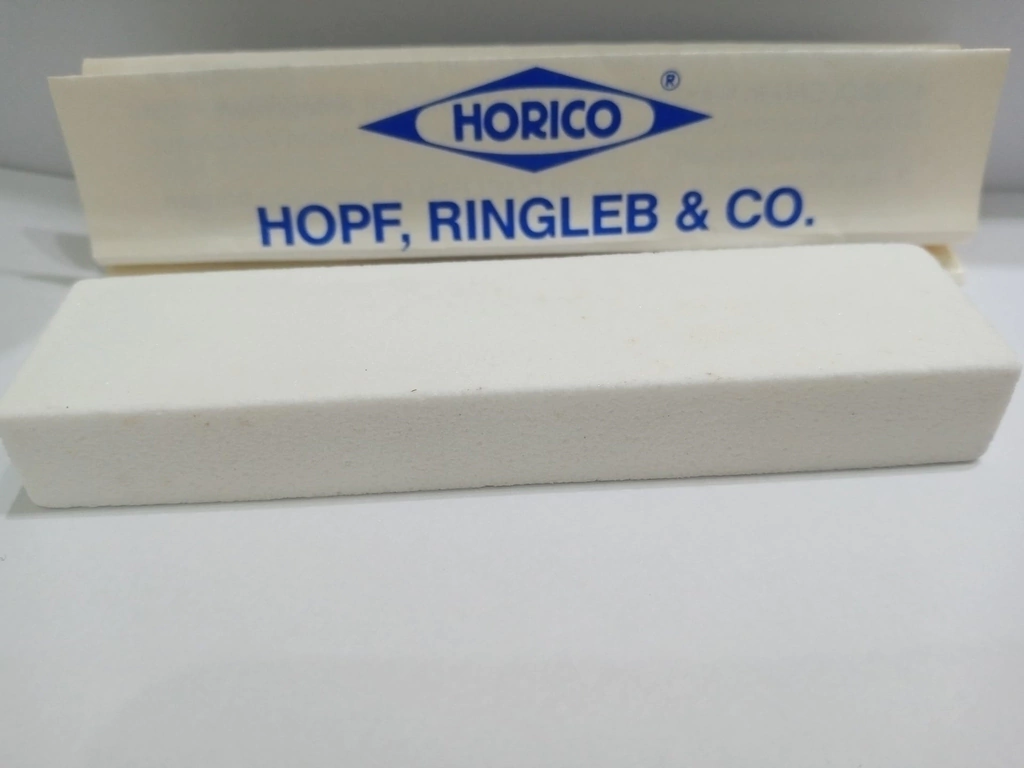 HORICO ®
HOPF, RINGLEB & CO.